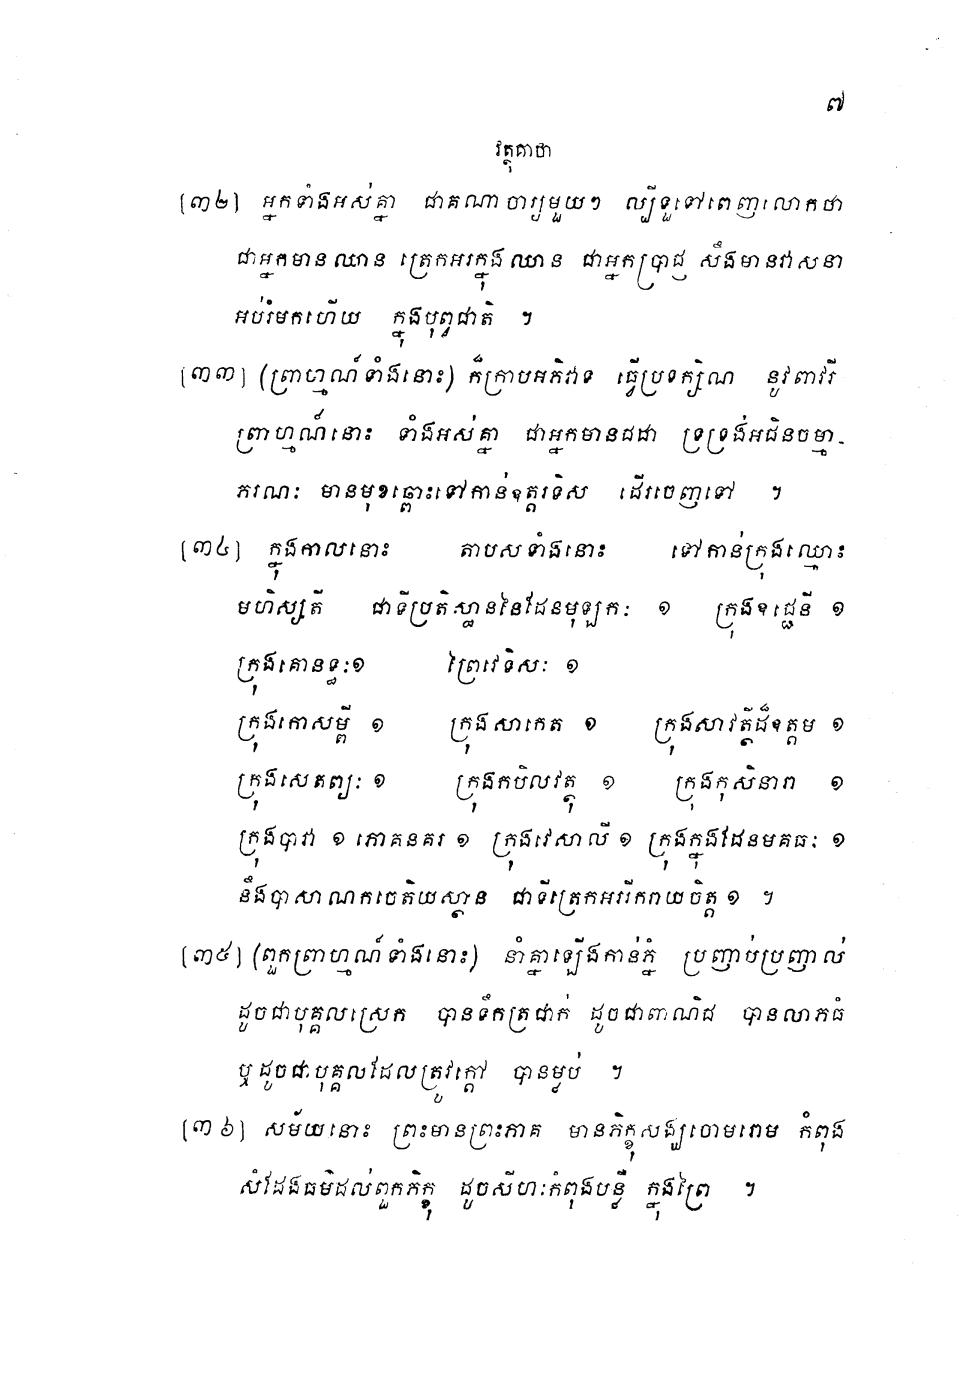 ៧
វត្ថុគាថា
[៣២] អ្នកទាំងអស់គ្នា ជាគណាចារ្យមួយៗ ល្បីទួទៅពេញលោកថា
ជាអ្នកមានឈាន ត្រេកអរក្នុងឈាន ជាអ្នកប្រាជ្ញ សឹងមានវាសនា
អប់រំមកហើយ ក្នុងបុព្វជាតិ ។
[៣៣] (ព្រាហ្មណ៍ទាំងនោះ) ក៏ក្រាបអភិវាទ ធ្វើប្រទក្សិណ នូវពាវរី
ព្រាហ្មណ៍នោះ ទាំងអស់គ្នា ជាអ្នកមានជដា ទ្រទ្រង់អជិនចម្មា-
ភរណៈ មានមុខឆ្ពោះទៅកាន់ឧត្តរទិស ដើរចេញទៅ ។
[៣៤] ក្នុងកាលនោះ តាបសទាំងនោះ ទៅកាន់ក្រុងឈ្មោះ
មហិស្សតី ជាទីប្រតិស្ឋាននៃដែនមុឡកៈ ១ ក្រុងឧជ្ជេនី ១
ក្រុងគោនទ្ធៈ១ ព្រៃវេទិសៈ ១
ក្រុងកោសម្ពី ១ ក្រុងសាកេត ១ ក្រុងសាវត្ថីដ៏ឧត្តម ១
ក្រុងសេតព្យៈ ១ ក្រុងកបិលវត្ថុ ១ ក្រុងកុសិនារា ១
ក្រុងបាវា ១ ភោគនគរ ១ ក្រុងវេសាលី ១ ក្រុងក្នុងដែនមគធៈ ១
នឹងបាសាណកចេតិយស្ថាន ជាទីត្រេកអររីករាយចិត្ត ១ ។
[៣៥] (ពួកព្រាហ្មណ៍ទាំងនោះ) នាំគ្នាឡើងកាន់ភ្នំ ប្រញាប់ប្រញាល់
ដូចជាបុគ្គលស្រេក បានទឹកត្រជាក់ ដូចជាពាណិជ បានលាភធំ
ឬដូចជាបុគ្គលដែលត្រូវក្តៅ បានម្លប់ ។
[៣៦] សម័យនោះ ព្រះមានព្រះភាគ មានភិក្ខុសង្ឃចោមរោម កំពុង
សំដែងធម៌ដល់ពួកភិក្ខុ ដូចសីហៈកំពុងបន្លឺ ក្នុងព្រៃ ។